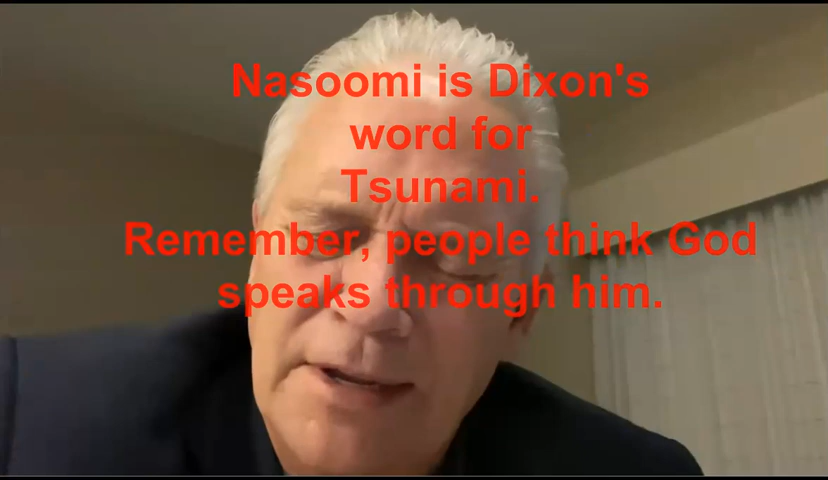 Nasoomi is Dixon's
word for
Tsunami.
Remember, people think God
speaks through him.